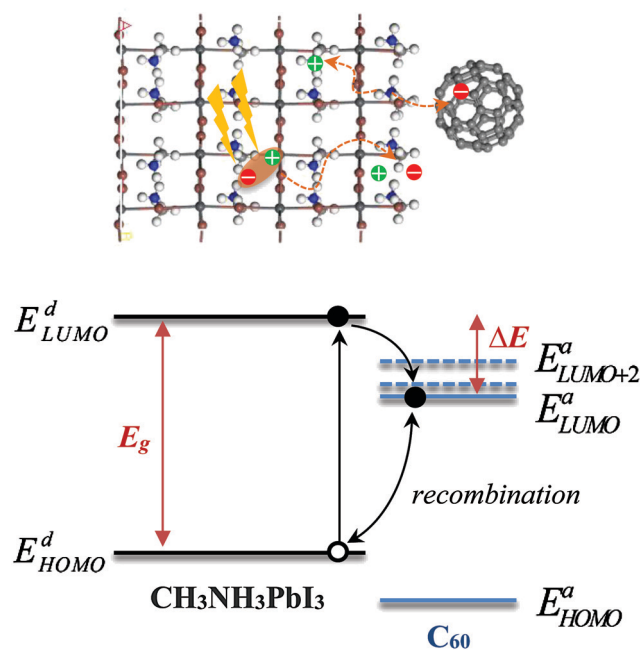 E^d_LUMO
ΔE
E^a_LUMO+2
E^a_LUMO
E_g
recombination
E^d_HOMO
CH₃NH₃PbI₃
E^a_HOMO
C₆₀